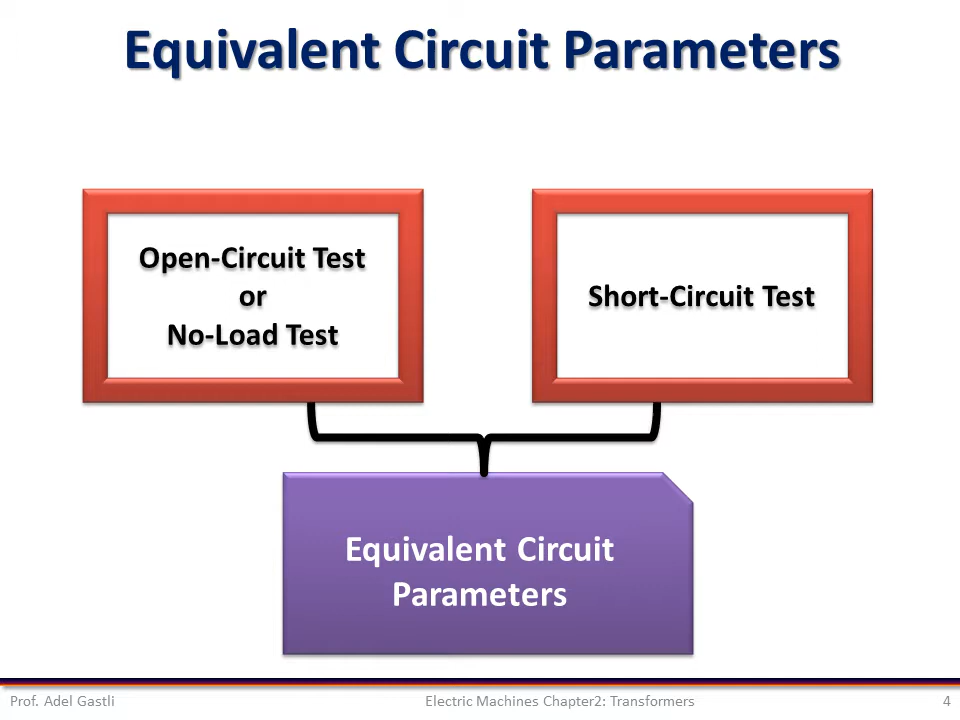 Equivalent Circuit Parameters
Open-Circuit Test
or
No-Load Test
Short-Circuit Test
Equivalent Circuit
Parameters
Prof. Adel Gastli
Electric Machines Chapter2: Transformers
4